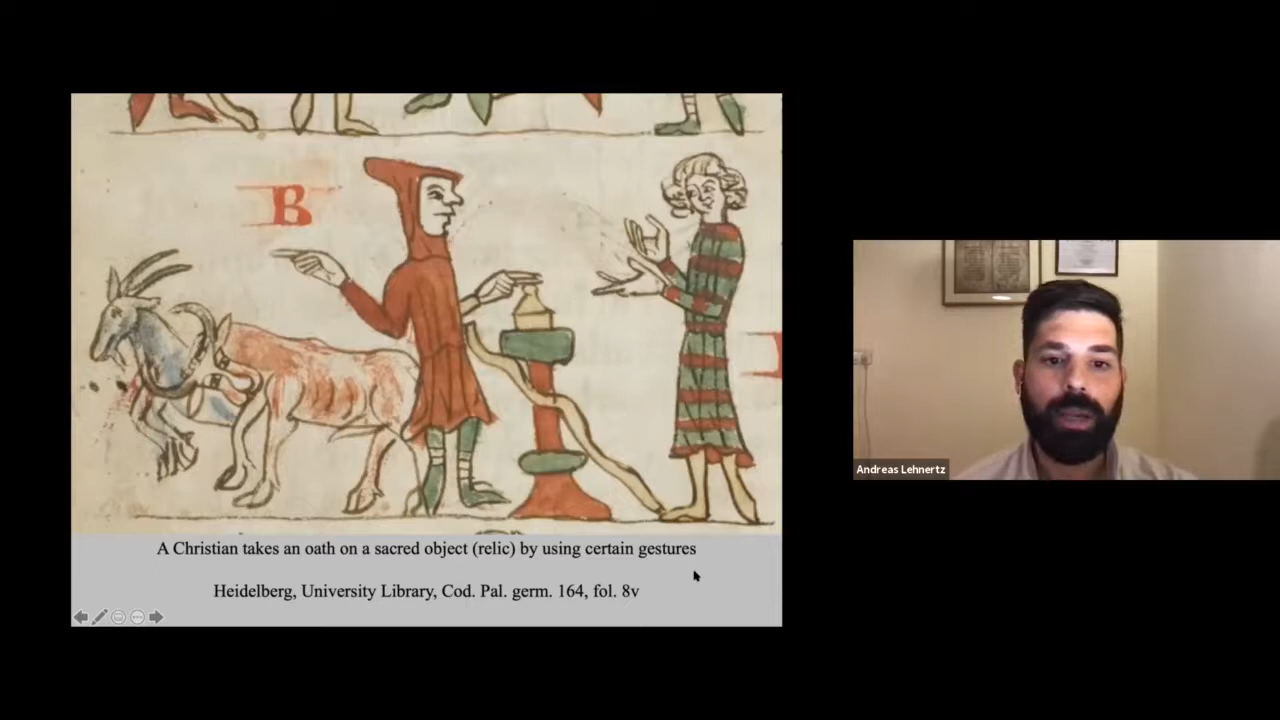 B
A Christian takes an oath on a sacred object (relic) by using certain gestures
Heidelberg, University Library, Cod. Pal. germ. 164, fol. 8v
Andreas Lehnertz